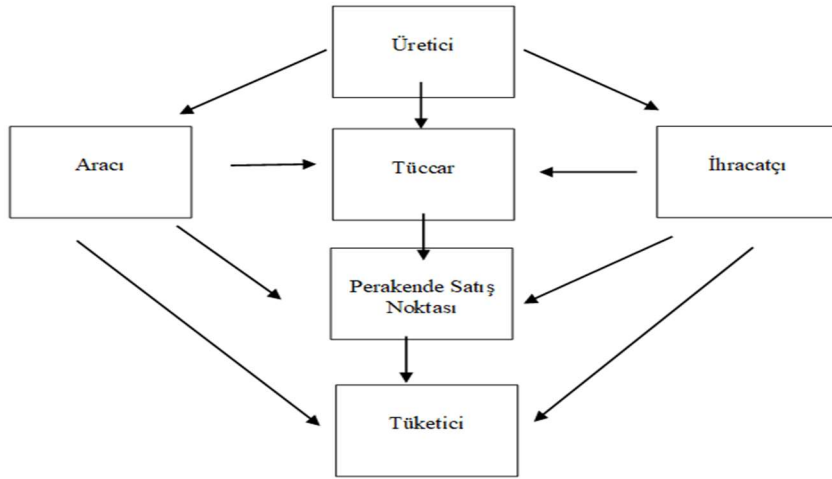 Üretici
Aracı
Tüccar
İhracatçı
Perakende Satış
Noktası
Tüketici